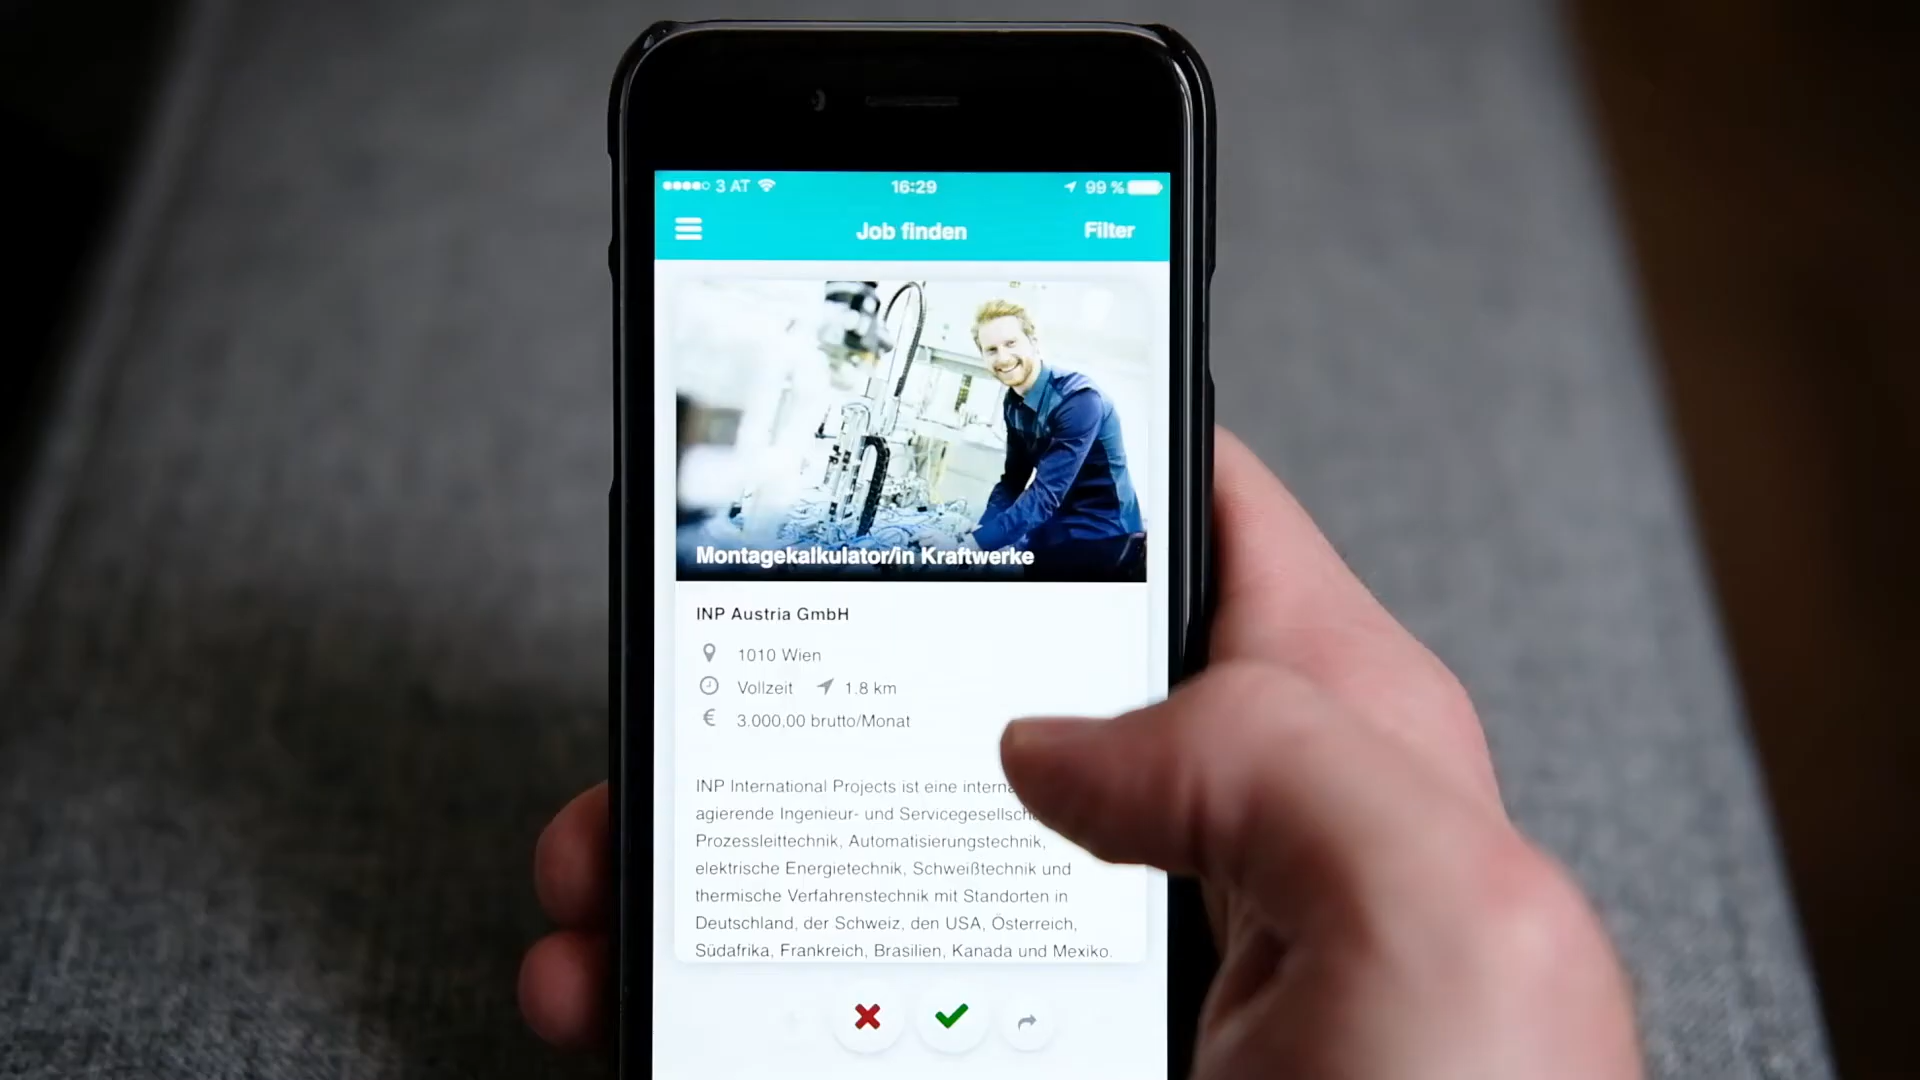 3 AT 16:29 99 %
Job finden Filter
Montagekalkulator/in Kraftwerke
INP Austria GmbH
1010 Wien
Vollzeit 1.8 km
€ 3.000,00 brutto/Monat
INP International Projects ist eine
agierende Ingenieur- und
Prozessleittechnik, Automatisierungstechnik,
elektrische Energietechnik, Schweißtechnik und
thermische Verfahrenstechnik mit Standorten in
Deutschland, der Schweiz, den USA, Österreich,
Südafrika, Frankreich, Brasilien, Kanada und Mexiko.